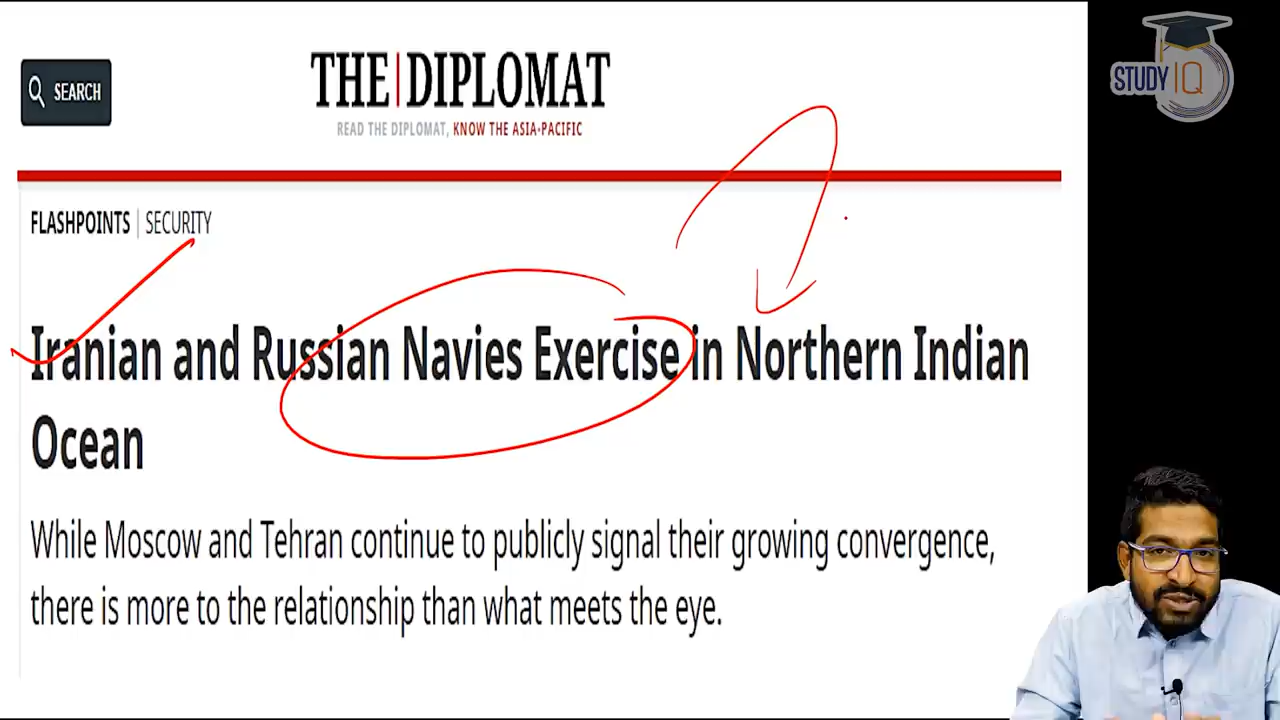 STUDY IQ
SEARCH
THE|DIPLOMAT
READ THE DIPLOMAT, KNOW THE ASIA-PACIFIC
FLASHPOINTS | SECURITY
Iranian and Russian Navies Exercise in Northern Indian
Ocean
While Moscow and Tehran continue to publicly signal their growing convergence,
there is more to the relationship than what meets the eye.